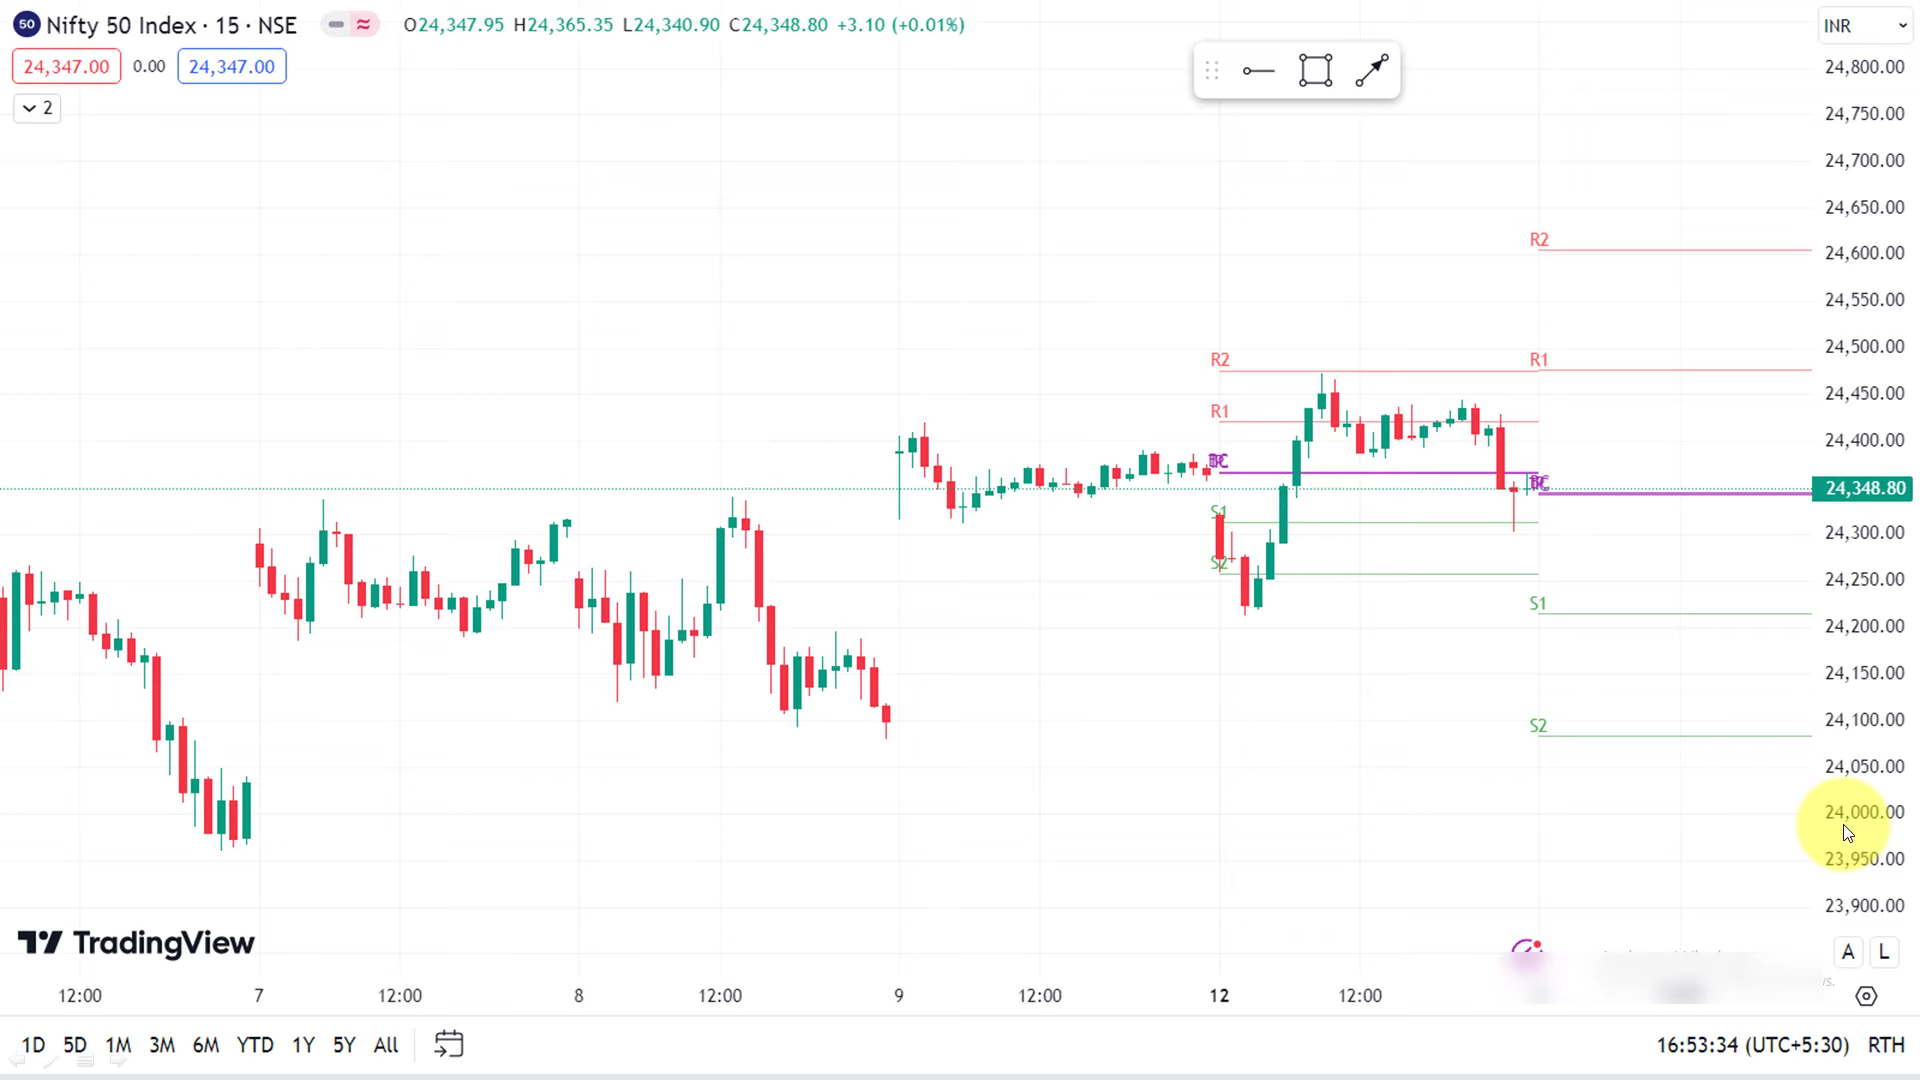 50 Nifty 50 Index · 15 · NSE O24,347.95 H24,365.35 L24,340.90 C24,348.80 +3.10 (+0.01%)
INR
24,347.00 0.00 24,347.00
2
24,800.00
24,750.00
24,700.00
24,650.00
R2
24,600.00
24,550.00
R2 R1
24,500.00
24,450.00
R1
24,400.00
24,348.80
S1
24,300.00
S2
24,250.00
S1
24,200.00
24,150.00
S2
24,100.00
24,050.00
24,000.00
23,950.00
23,900.00
TradingView
A L
12:00 7 12:00 8 12:00 9 12:00 12 12:00
1D 5D 1M 3M 6M YTD 1Y 5Y All
16:53:34 (UTC+5:30) RTH